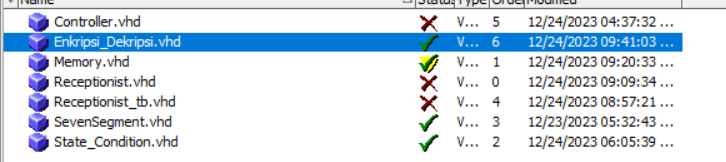 Name Status Type Order Modified
Controller.vhd V... 5 12/24/2023 04:37:32 ...
Enkripsi_Dekripsi.vhd V... 6 12/24/2023 09:41:03 ...
Memory.vhd V... 1 12/24/2023 09:20:33 ...
Receptionist.vhd V... 0 12/24/2023 09:09:34 ...
Receptionist_tb.vhd V... 4 12/24/2023 08:57:21 ...
SevenSegment.vhd V... 3 12/23/2023 05:32:43 ...
State_Condition.vhd V... 2 12/24/2023 06:05:39 ...